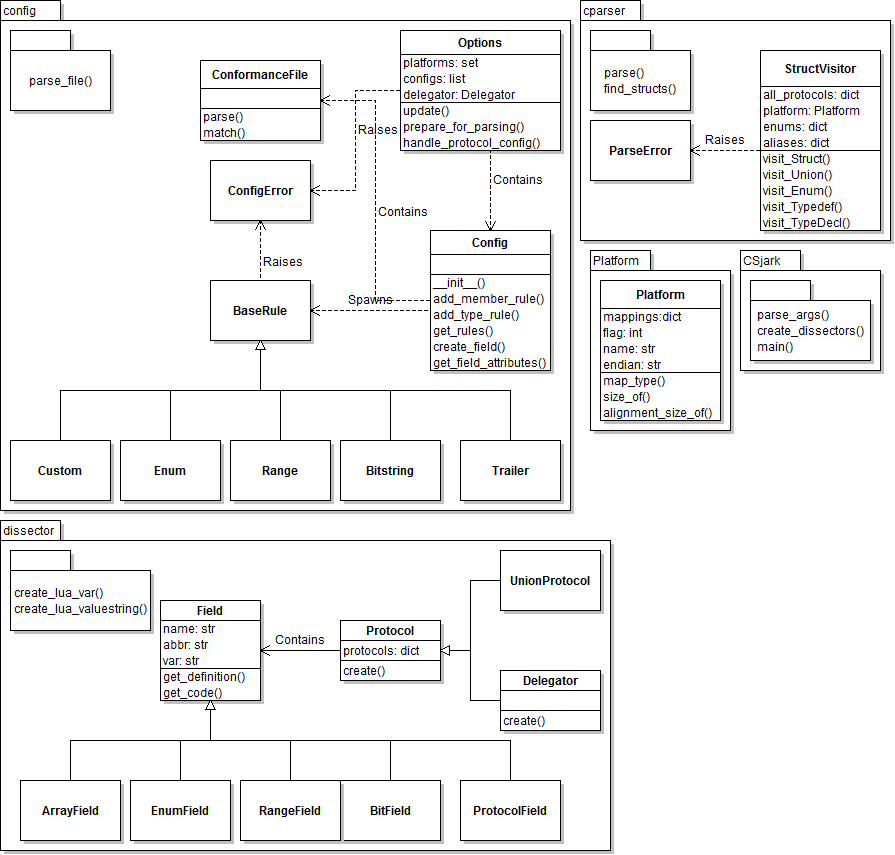 config
parse_file()
ConformanceFile
parse()
match()
Options
platforms: set
configs: list
delegator: Delegator
update()
prepare_for_parsing()
handle_protocol_config()
Raises
Contains
ConfigError
Contains
Raises
BaseRule
Spawns
Config
__init__()
add_member_rule()
add_type_rule()
get_rules()
create_field()
get_field_attributes()
Custom
Enum
Range
Bitstring
Trailer
cparser
parse()
find_structs()
ParseError
Raises
StructVisitor
all_protocols: dict
platform: Platform
enums: dict
aliases: dict
visit_Struct()
visit_Union()
visit_Enum()
visit_Typedef()
visit_TypeDecl()
Platform
Platform
mappings:dict
flag: int
name: str
endian: str
map_type()
size_of()
alignment_size_of()
CSjark
parse_args()
create_dissectors()
main()
dissector
create_lua_var()
create_lua_valuestring()
Field
name: str
abbr: str
var: str
get_definition()
get_code()
Contains
Protocol
protocols: dict
create()
UnionProtocol
Delegator
create()
ArrayField
EnumField
RangeField
BitField
ProtocolField